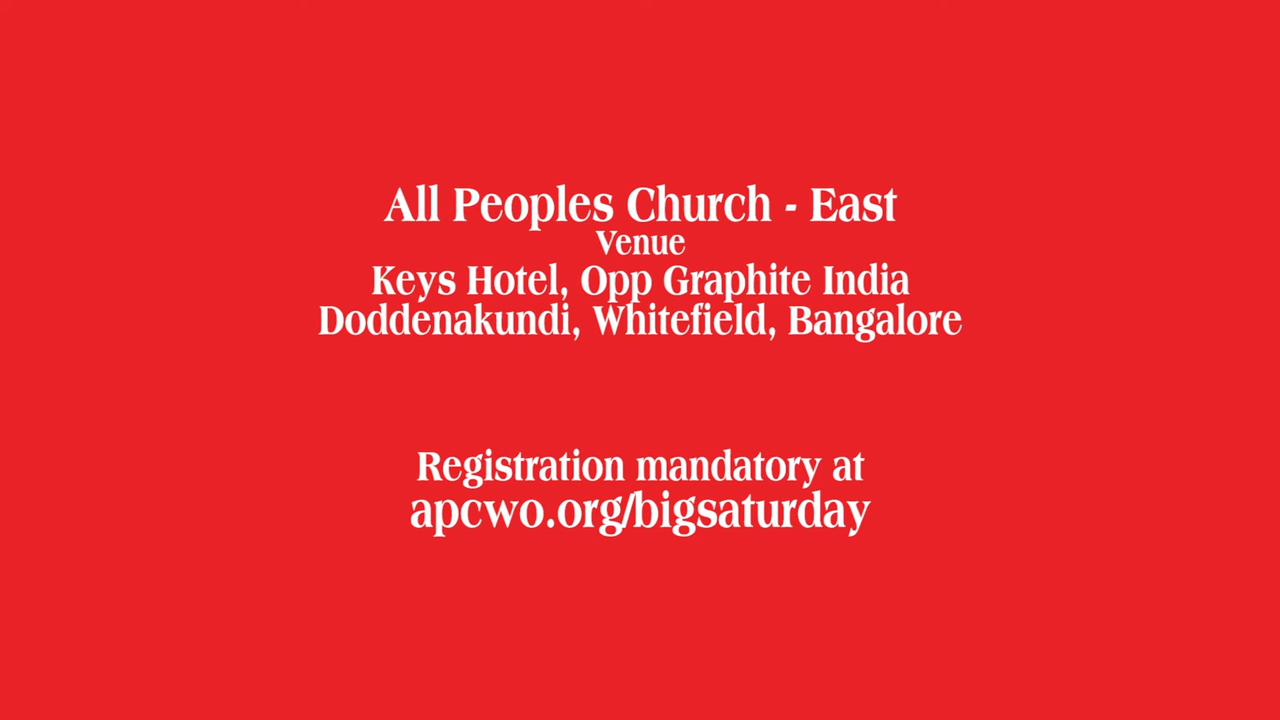 All Peoples Church - East
Venue
Keys Hotel, Opp Graphite India
Doddenakundi, Whitefield, Bangalore
Registration mandatory at
apcwo.org/bigsaturday